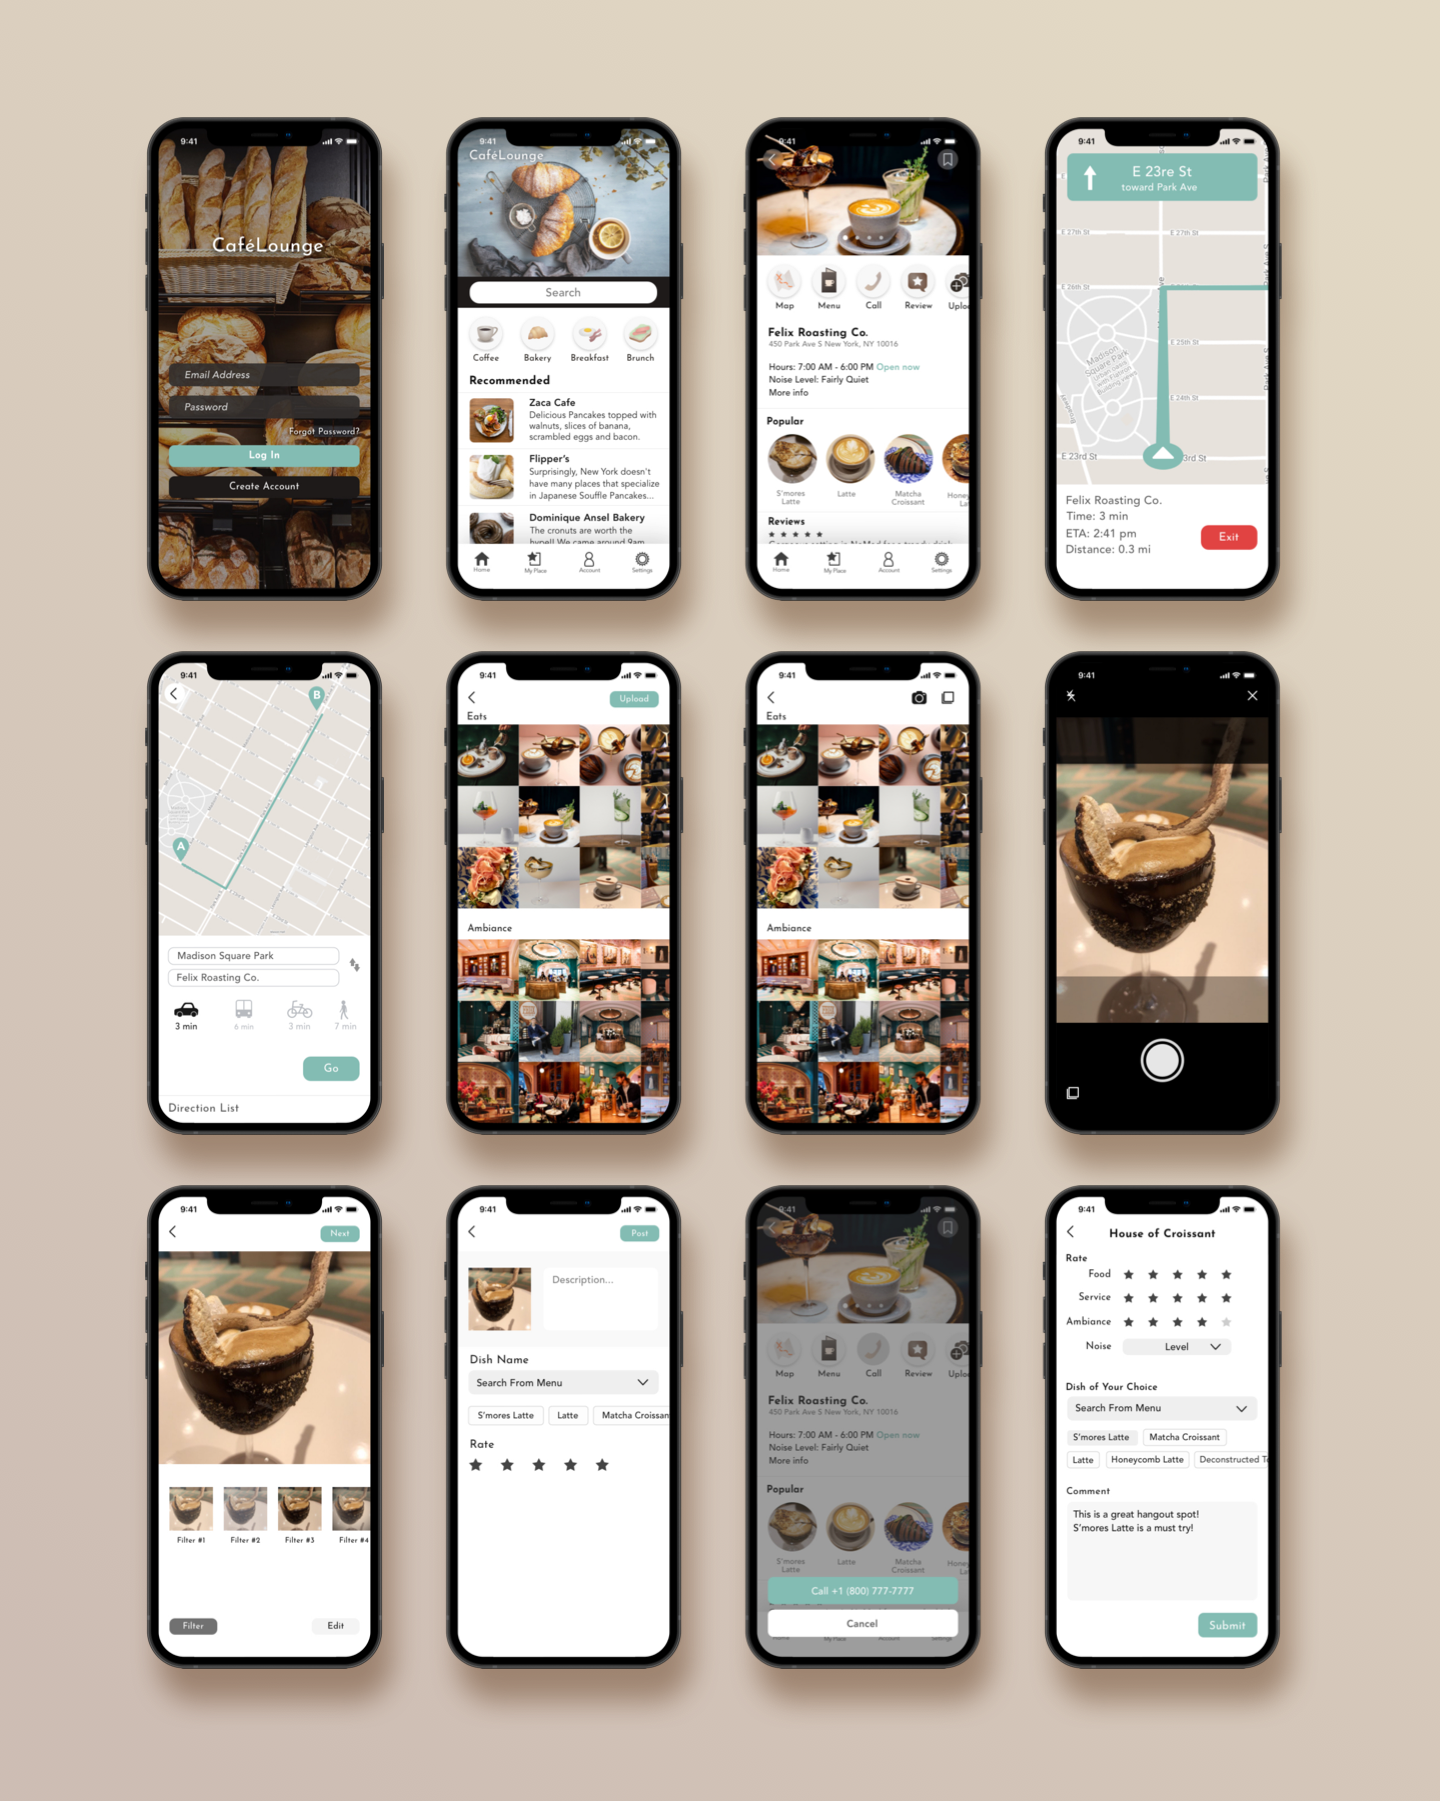 9:41
CaféLounge
Email Address
Password
Forgot Password?
Log In
Create Account
9:41
CaféLounge
Search
Coffee Bakery Breakfast Brunch
Recommended
Zaca Cafe
Delicious Pancakes topped with
walnuts, slices of banana,
scrambled eggs and bacon.
Flipper's
Surprisingly, New York doesn't
have many places that specialize
in Japanese Souffle Pancakes...
Dominique Ansel Bakery
The cronuts are worth the
hype!! We came around 9am
Home My Place Account Settings
9:41
Map Menu Call Review Uploa
Felix Roasting Co.
450 Park Ave S New York, NY 10016
Hours: 7:00 AM - 6:00 PM Open now
Noise Level: Fairly Quiet
More info
Popular
S'mores Latte Matcha Honey
Latte Croissant La
Reviews
Home My Place Account Settings
9:41
E 23re St
toward Park Ave
E 27th St E 27th St
E 26th St
E 25th St
Madison
Square Park
E 24th St
E 23rd St 3rd St
Felix Roasting Co.
Time: 3 min
ETA: 2:41 pm
Exit
Distance: 0.3 mi
9:41
B
A
Madison Square Park
Felix Roasting Co.
3 min 6 min 3 min 7 min
Go
Direction List
9:41
Upload
Eats
Ambiance
9:41
Eats
Ambiance
9:41
9:41
Next
Filter #1 Filter #2 Filter #3 Filter #4
Filter Edit
9:41
Post
Description...
Dish Name
Search From Menu
S'mores Latte Latte Matcha Croissan
Rate
9:41
Map Menu Call Review Uploa
Felix Roasting Co.
450 Park Ave S New York, NY 10016
Hours: 7:00 AM - 6:00 PM Open now
Noise Level: Fairly Quiet
More info
Popular
S'mores Latte Matcha Honey
Latte Croissant La
Call +1 (800) 777-7777
Cancel
Home My Place Account Settings
9:41
House of Croissant
Rate
Food
Service
Ambiance
Noise Level
Dish of Your Choice
Search From Menu
S'mores Latte Matcha Croissant
Latte Honeycomb Latte Deconstructed T
Comment
This is a great hangout spot!
S'mores Latte is a must try!
Submit